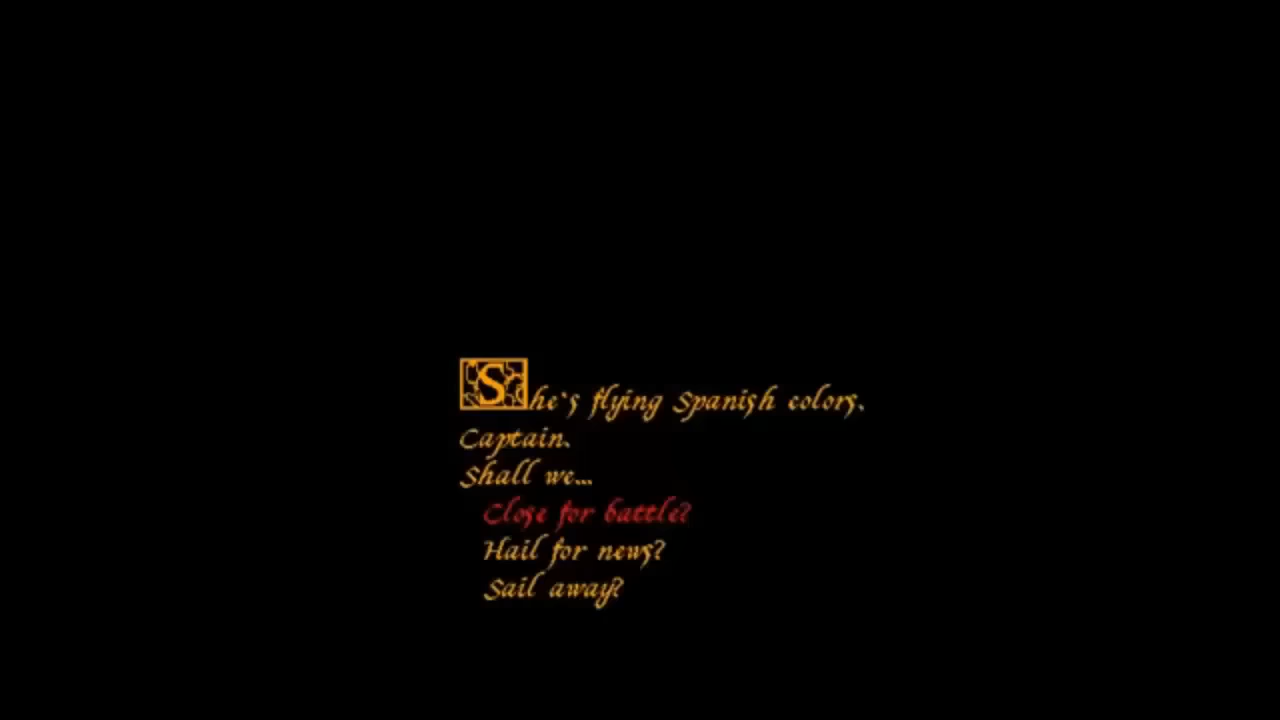 She's flying Spanish colors.
Captain.
Shall we...
Close for battle?
Hail for news?
Sail away?